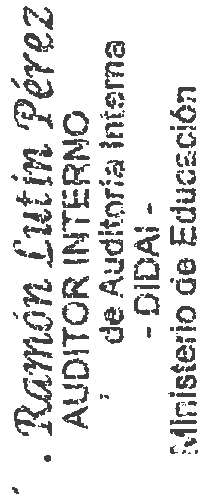 . Ramón Lutín Pérez
AUDITOR INTERNO
de Auditoría Interna
- DIDAI -
Ministerio de Educación